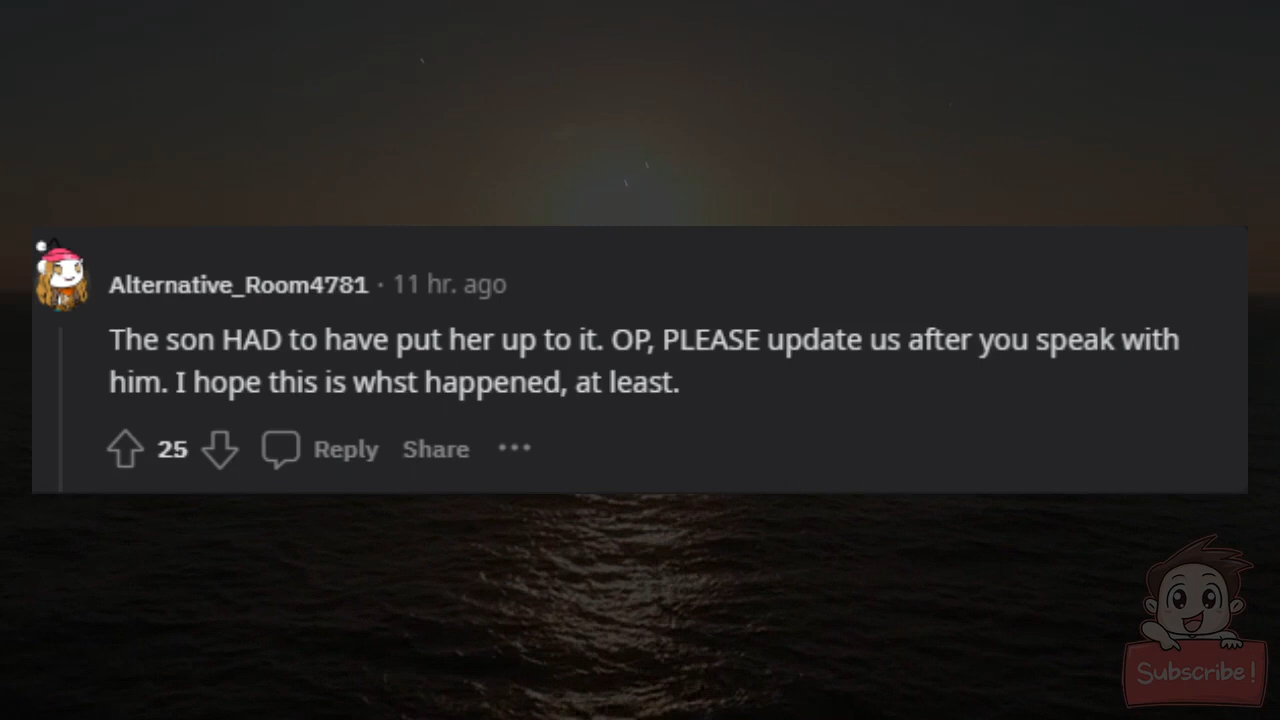 Alternative_Room4781 · 11 hr. ago
The son HAD to have put her up to it. OP, PLEASE update us after you speak with
him. I hope this is whst happened, at least.
25 Reply Share ···
Subscribe!